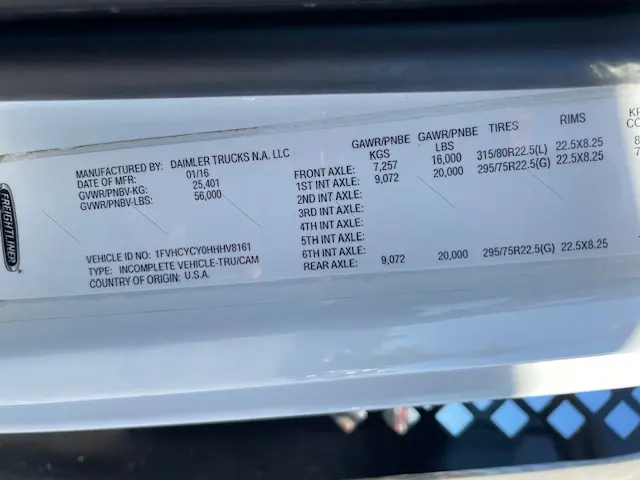 FREIGHTLINER
MANUFACTURED BY: DAIMLER TRUCKS N.A. LLC
DATE OF MFR: 01/16
GVWR/PNBV-KG: 25,401
GVWR/PNBV-LBS: 56,000
VEHICLE ID: 1FVHCYCY0HHHV8161
TYPE: INCOMPLETE VEHICLE-TRU/CAM
COUNTRY OF ORIGIN: U.S.A.
GAWR/PNBE GAWR/PNBE TIRES RIMS
KGS LBS
FRONT AXLE: 7,257 16,000 315/80R22.5(L) 22.5X8.25
1ST INT AXLE: 9,072 20,000 295/75R22.5(G) 22.5X8.25
2ND INT AXLE:
3RD INT AXLE:
4TH INT AXLE:
5TH INT AXLE:
6TH INT AXLE:
REAR AXLE: 9,072 20,000 295/75R22.5(G) 22.5X8.25